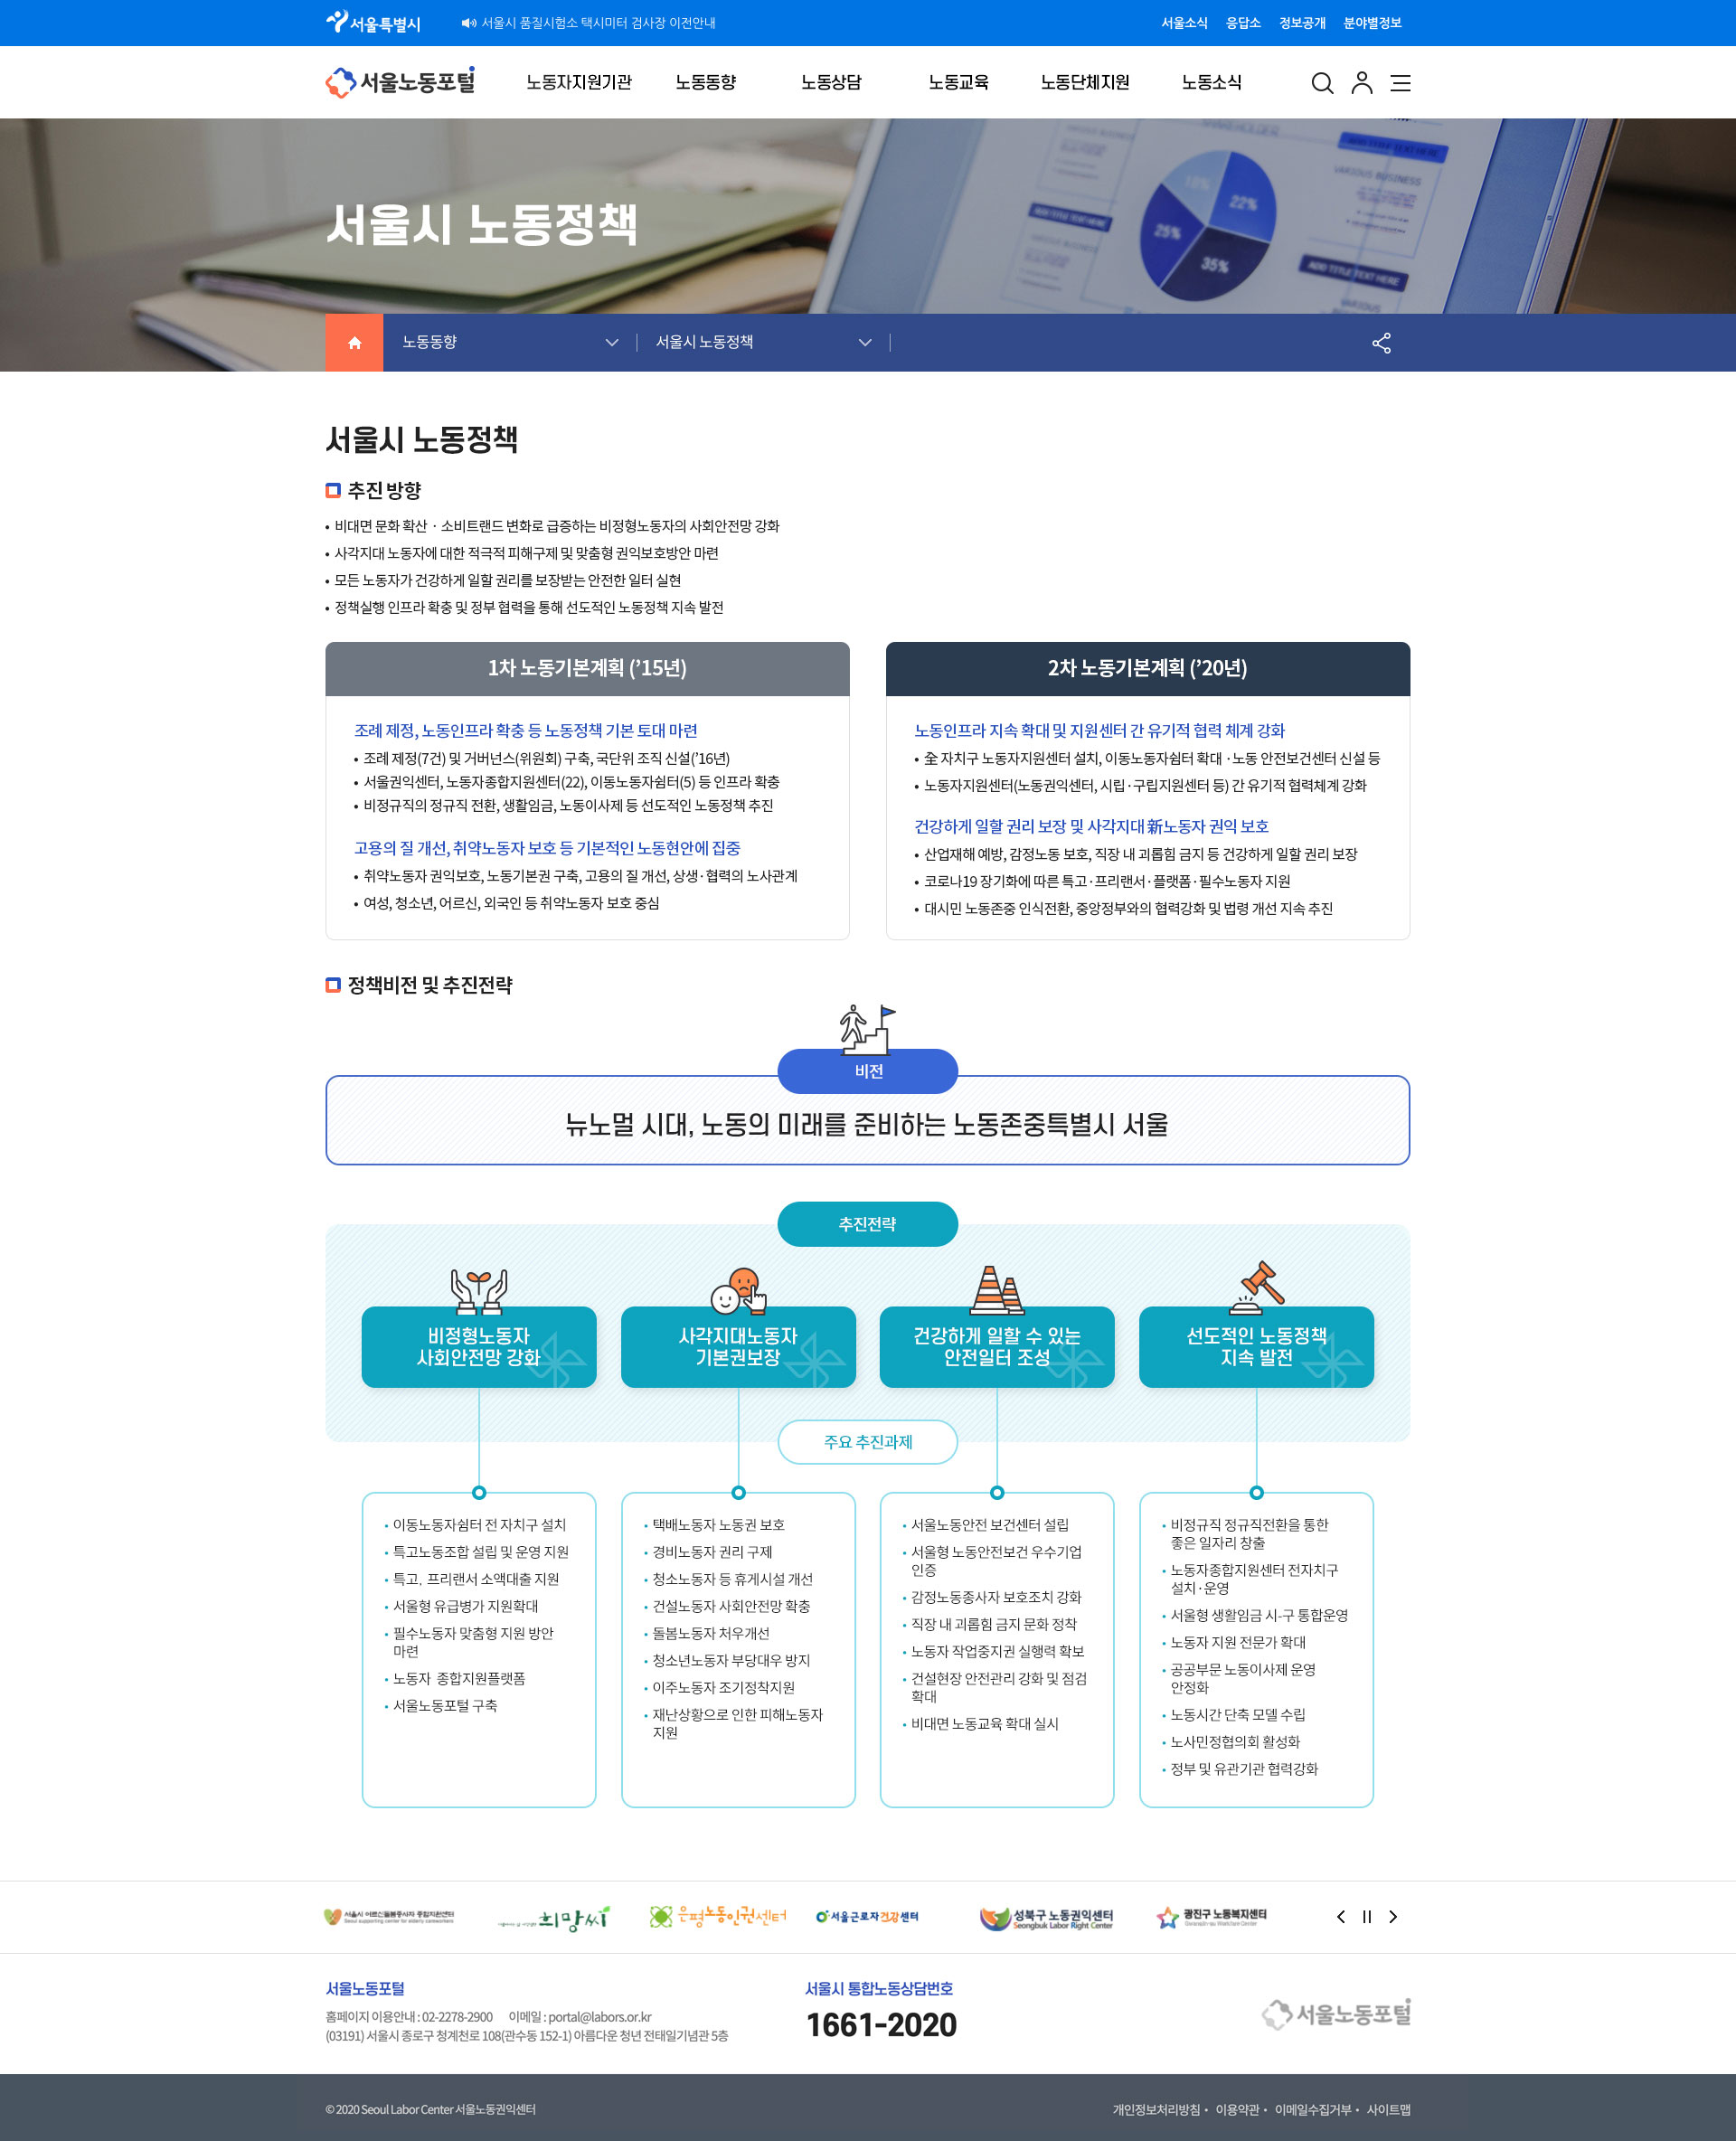 서울특별시
서울시 품질시험소 택시미터 검사장 이전안내
서울소식 응답소 정보공개 분야별정보
서울노동포털
노동자지원기관 노동동향 노동상담 노동교육 노동단체지원 노동소식
서울시 노동정책
22%
25%
35%
노동동향 서울시 노동정책
서울시 노동정책
추진 방향
• 비대면 문화 확산 · 소비트랜드 변화로 급증하는 비정형노동자의 사회안전망 강화
• 사각지대 노동자에 대한 적극적 피해구제 및 맞춤형 권익보호방안 마련
• 모든 노동자가 건강하게 일할 권리를 보장받는 안전한 일터 실현
• 정책실행 인프라 확충 및 정부 협력을 통해 선도적인 노동정책 지속 발전
1차 노동기본계획 (’15년)
조례 제정, 노동인프라 확충 등 노동정책 기본 토대 마련
• 조례 제정(7건) 및 거버넌스(위원회) 구축, 국단위 조직 신설(’16년)
• 서울권익센터, 노동자종합지원센터(22), 이동노동자쉼터(5) 등 인프라 확충
• 비정규직의 정규직 전환, 생활임금, 노동이사제 등 선도적인 노동정책 추진
고용의 질 개선, 취약노동자 보호 등 기본적인 노동현안에 집중
• 취약노동자 권익보호, 노동기본권 구축, 고용의 질 개선, 상생·협력의 노사관계
• 여성, 청소년, 어르신, 외국인 등 취약노동자 보호 중심
2차 노동기본계획 (’20년)
노동인프라 지속 확대 및 지원센터 간 유기적 협력 체계 강화
• 全 자치구 노동자지원센터 설치, 이동노동자쉼터 확대 ·노동 안전보건센터 신설 등
• 노동자지원센터(노동권익센터, 시립·구립지원센터 등) 간 유기적 협력체계 강화
건강하게 일할 권리 보장 및 사각지대 新노동자 권익 보호
• 산업재해 예방, 감정노동 보호, 직장 내 괴롭힘 금지 등 건강하게 일할 권리 보장
• 코로나19 장기화에 따른 특고·프리랜서·플랫폼·필수노동자 지원
• 대시민 노동존중 인식전환, 중앙정부와의 협력강화 및 법령 개선 지속 추진
정책비전 및 추진전략
비전
뉴노멀 시대, 노동의 미래를 준비하는 노동존중특별시 서울
추진전략
비정형노동자
사회안전망 강화
사각지대노동자
기본권보장
건강하게 일할 수 있는
안전일터 조성
선도적인 노동정책
지속 발전
주요 추진과제
• 이동노동자쉼터 전 자치구 설치
• 특고노동조합 설립 및 운영 지원
• 특고, 프리랜서 소액대출 지원
• 서울형 유급병가 지원확대
• 필수노동자 맞춤형 지원 방안
마련
• 노동자 종합지원플랫폼
• 서울노동포털 구축
• 택배노동자 노동권 보호
• 경비노동자 권리 구제
• 청소노동자 등 휴게시설 개선
• 건설노동자 사회안전망 확충
• 돌봄노동자 처우개선
• 청소년노동자 부당대우 방지
• 이주노동자 조기정착지원
• 재난상황으로 인한 피해노동자
지원
• 서울노동안전 보건센터 설립
• 서울형 노동안전보건 우수기업
인증
• 감정노동종사자 보호조치 강화
• 직장 내 괴롭힘 금지 문화 정착
• 노동자 작업중지권 실행력 확보
• 건설현장 안전관리 강화 및 점검
확대
• 비대면 노동교육 확대 실시
• 비정규직 정규직전환을 통한
좋은 일자리 창출
• 노동자종합지원센터 전자치구
설치·운영
• 서울형 생활임금 시-구 통합운영
• 노동자 지원 전문가 확대
• 공공부문 노동이사제 운영
안정화
• 노동시간 단축 모델 수립
• 노사민정협의회 활성화
• 정부 및 유관기관 협력강화
서울시 어르신돌봄종사자 종합지원센터
Seoul supporting center for elderly careworkers
희망씨
은평노동인권센터
서울근로자건강센터
성북구 노동권익센터
Seongbuk Labor Right Center
광진구 노동복지센터
서울노동포털
홈페이지 이용안내 : 02-2278-2900 이메일 : portal@labors.or.kr
(03191) 서울시 종로구 청계천로 108(관수동 152-1) 아름다운 청년 전태일기념관 5층
서울시 통합노동상담번호
1661-2020
서울노동포털
© 2020 Seoul Labor Center 서울노동권익센터
개인정보처리방침 • 이용약관 • 이메일수집거부 • 사이트맵